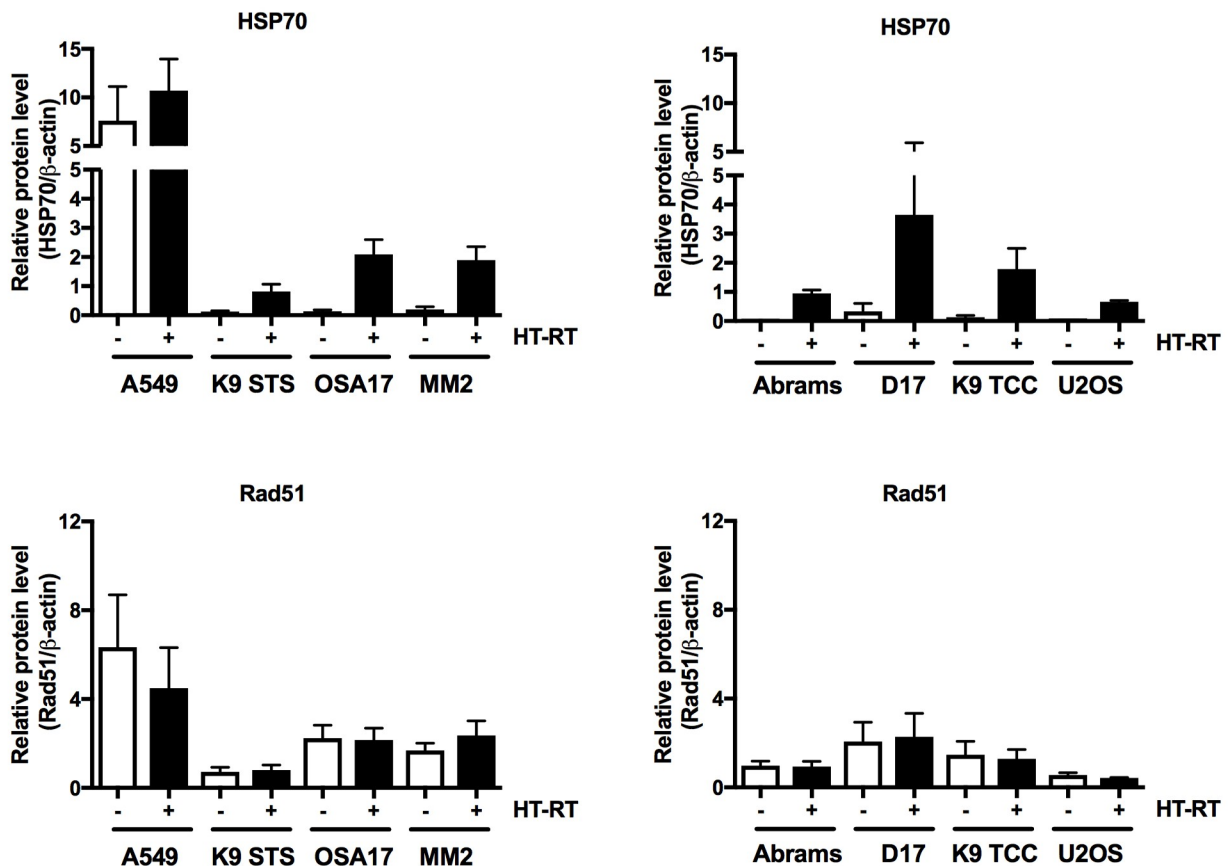 HSP70
Relative protein level
(HSP70/β-actin)
15
10
5
5
4
3
2
1
0
- + - + - + - + HT-RT
A549 K9 STS OSA17 MM2
HSP70
Relative protein level
(HSP70/β-actin)
15
10
5
5
4
3
2
1
0
- + - + - + - + HT-RT
Abrams D17 K9 TCC U2OS
Rad51
Relative protein level
(Rad51/β-actin)
12
8
4
0
- + - + - + - + HT-RT
A549 K9 STS OSA17 MM2
Rad51
Relative protein level
(Rad51/β-actin)
12
8
4
0
- + - + - + - + HT-RT
Abrams D17 K9 TCC U2OS